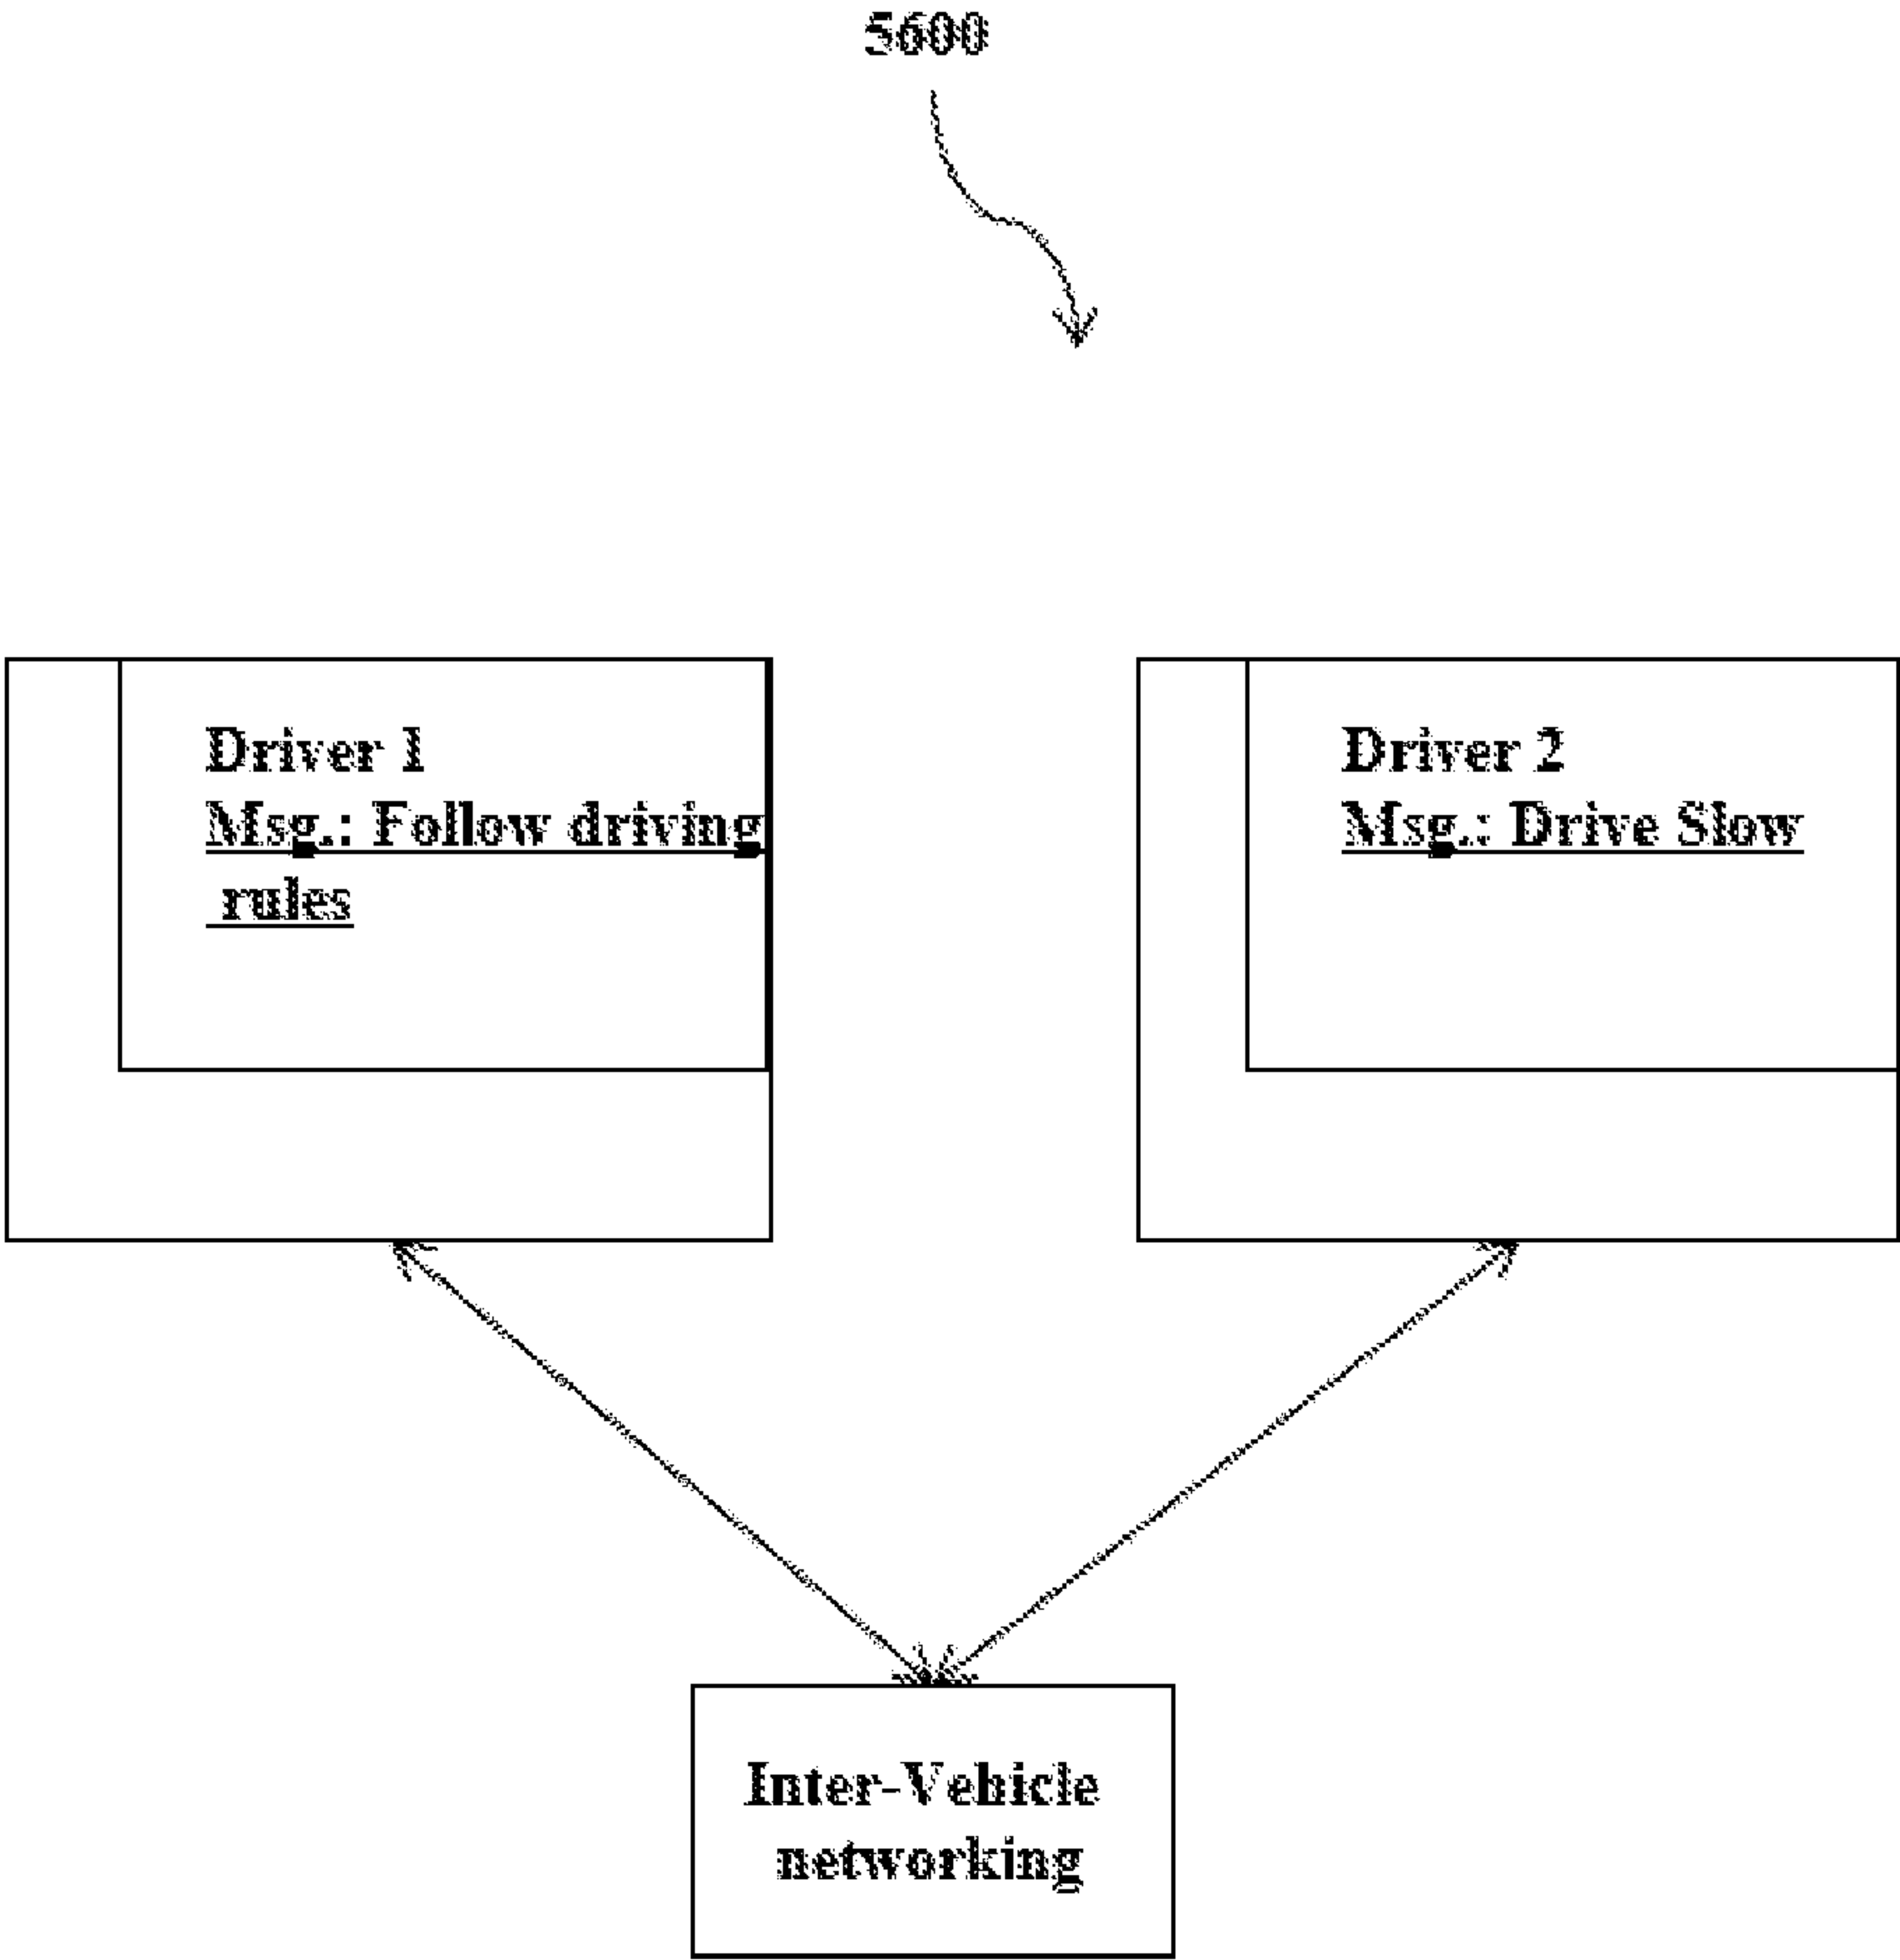 5600
Driver 1
Msg.: Follow driving
rules
Driver 2
Msg.: Drive Slow
Inter-Vehicle
networking